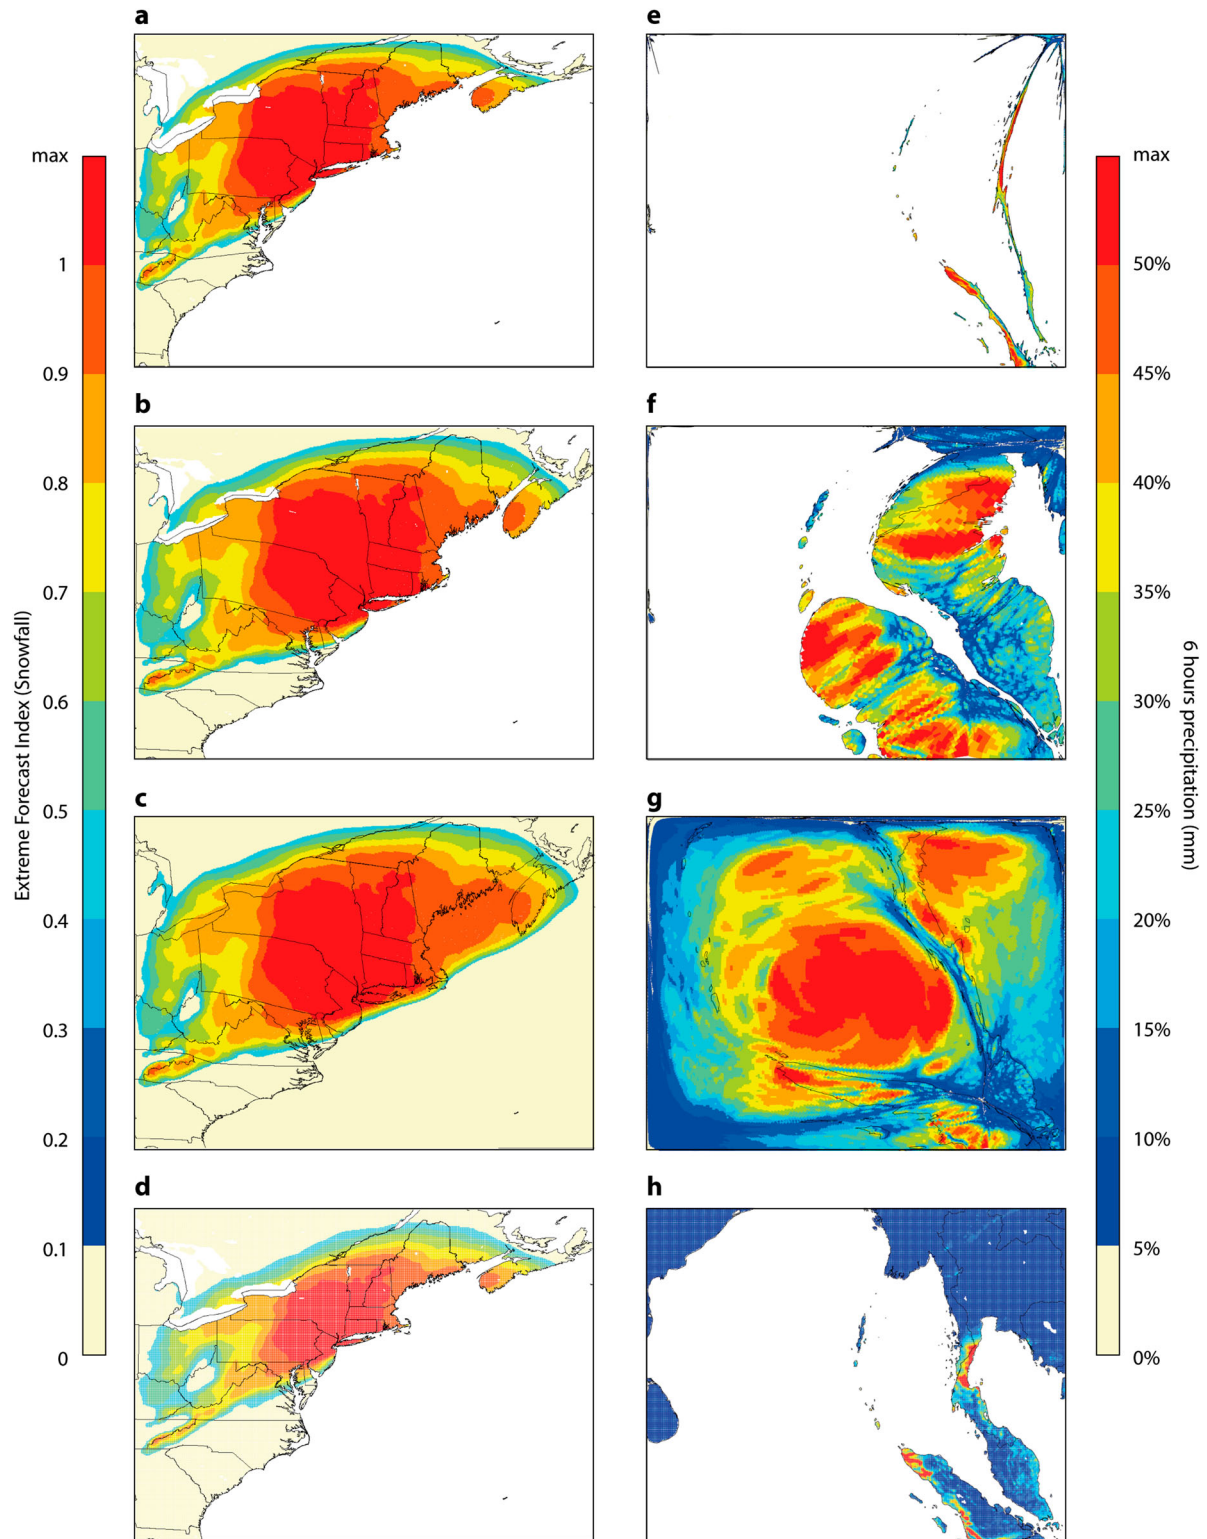 a
e
max
1
0.9
0.8
0.7
0.6
0.5
0.4
0.3
0.2
0.1
0
Extreme Forecast Index (Snowfall)
b
f
c
g
d
h
max
50%
45%
40%
35%
30%
25%
20%
15%
10%
5%
0%
6 hours precipitation (mm)